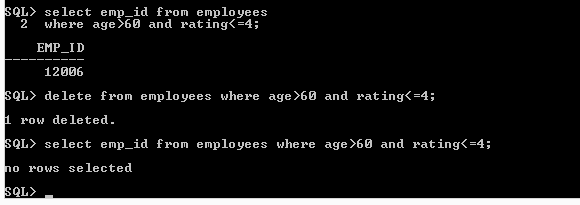 SQL> select emp_id from employees
  2  where age>60 and rating<=4;
    EMP_ID
----------
     12006
SQL> delete from employees where age>60 and rating<=4;
1 row deleted.
SQL> select emp_id from employees where age>60 and rating<=4;
no rows selected
SQL> _